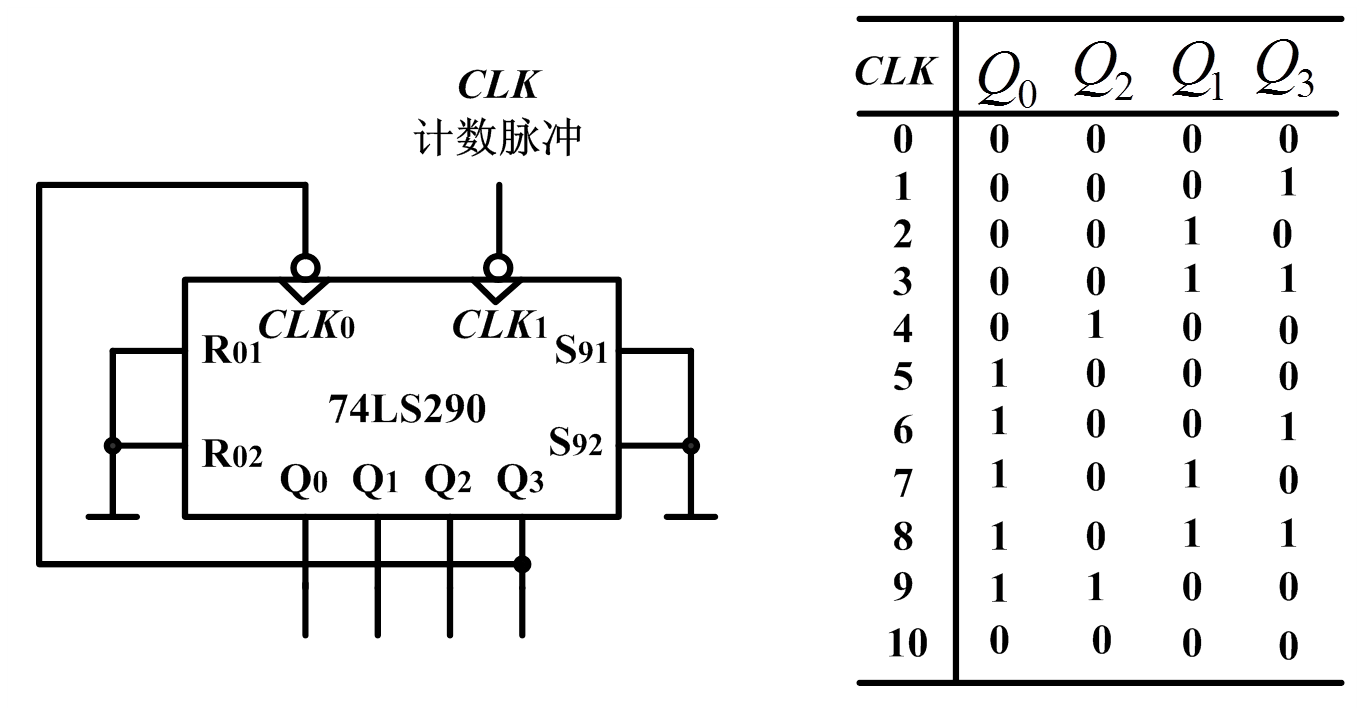 CLK
计数脉冲
CLK0 CLK1
R01 S91
74LS290
R02 S92
Q0 Q1 Q2 Q3
CLK Q0 Q2 Q1 Q3
0 0 0 0 0
1 0 0 0 1
2 0 0 1 0
3 0 0 1 1
4 0 1 0 0
5 1 0 0 0
6 1 0 0 1
7 1 0 1 0
8 1 0 1 1
9 1 1 0 0
10 0 0 0 0